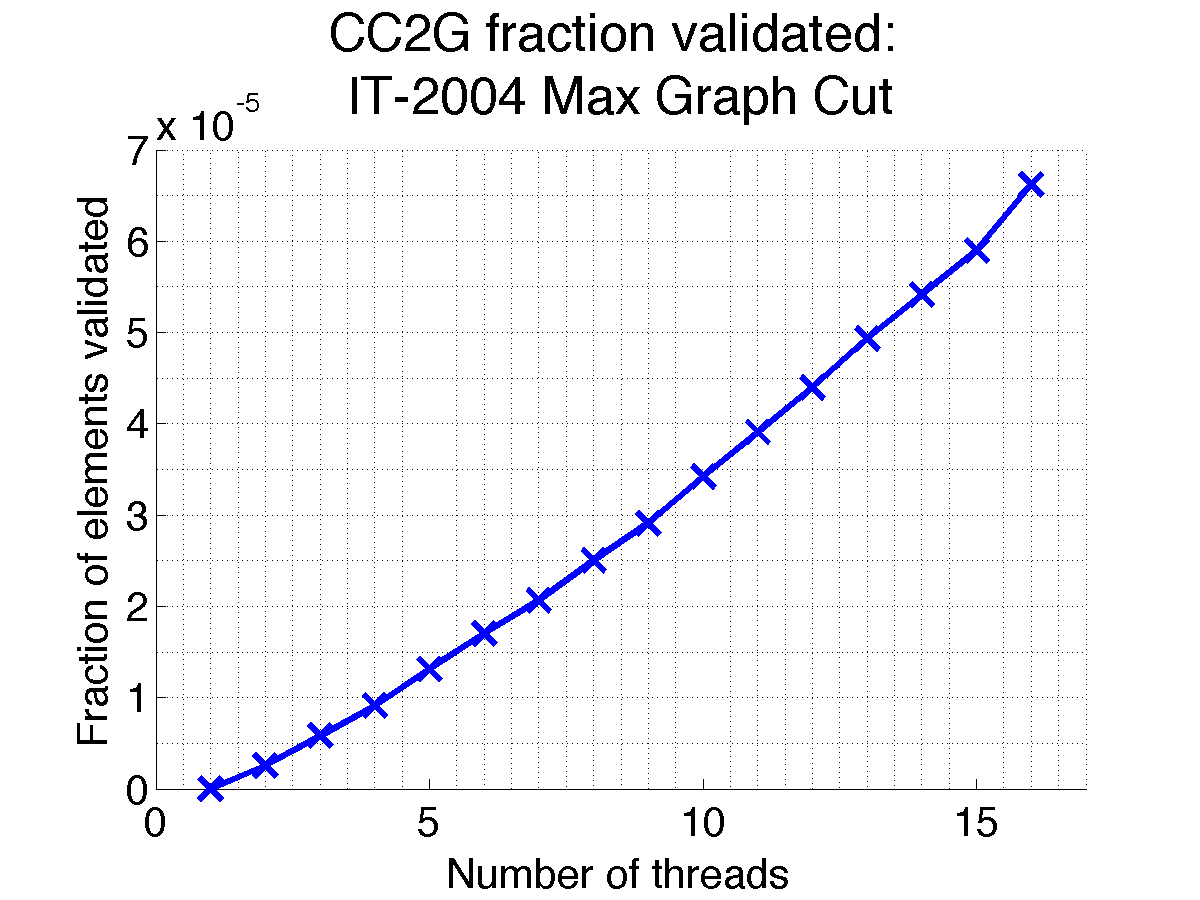 CC2G fraction validated:
IT-2004 Max Graph Cut
x 10^-5
7
6
5
4
3
2
1
0
Fraction of elements validated
0 5 10 15
Number of threads